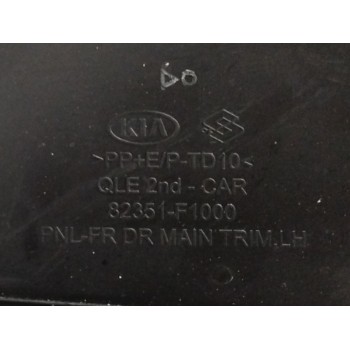 KIA
>PP+E/P-TD10<
QLE 2nd - CAR
82351-F1000
PNL-FR DR MAIN TRIM,LH